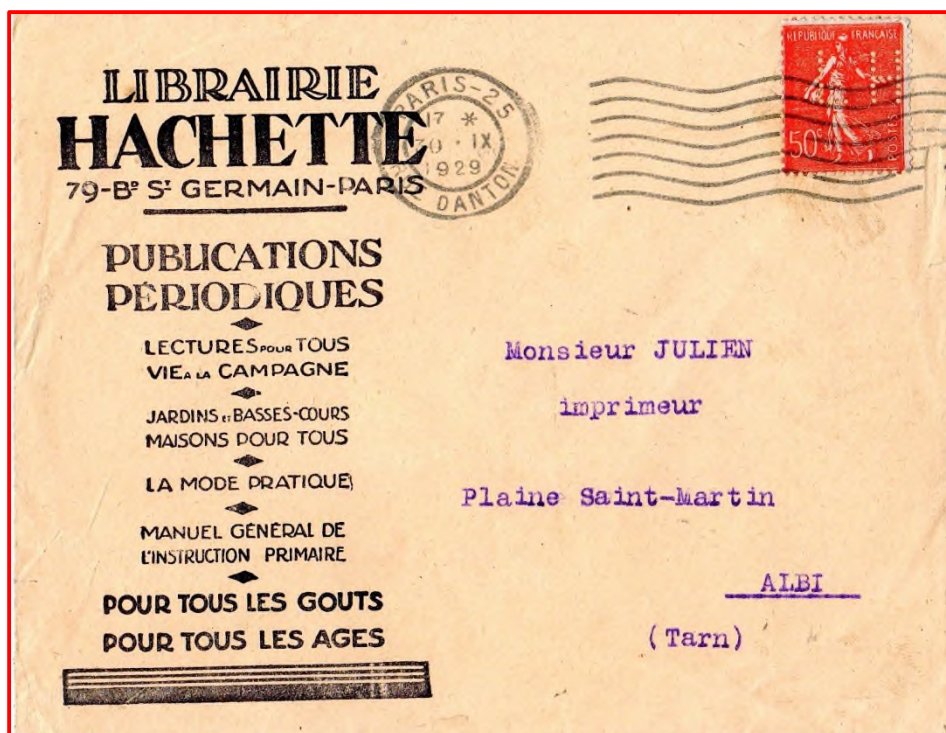 LIBRAIRIE
HACHETTE
79-Bᴰ Sᵗ GERMAIN-PARIS
PUBLICATIONS
PÉRIODIQUES
LECTURES POUR TOUS
VIE A LA CAMPAGNE
JARDINS ET BASSES-COURS
MAISONS POUR TOUS
LA MODE PRATIQUE
MANUEL GÉNÉRAL DE
L'INSTRUCTION PRIMAIRE
POUR TOUS LES GOUTS
POUR TOUS LES AGES
PARIS-25
17 *
IX
1929
DANTON
REPUBLIQUE FRANÇAISE
50c
POSTES
Monsieur JULIEN
imprimeur
Plaine Saint-Martin
ALBI
(Tarn)